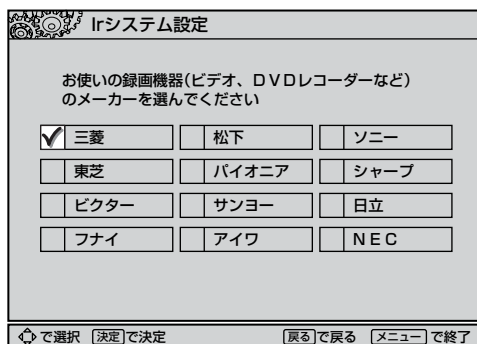 Irシステム設定
お使いの録画機器(ビデオ、DVDレコーダーなど)
のメーカーを選んでください
三菱 松下 ソニー
東芝 パイオニア シャープ
ビクター サンヨー 日立
フナイ アイワ NEC
で選択 決定で決定 戻るで戻る メニューで終了